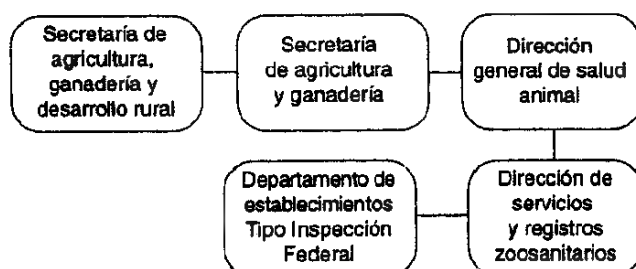 Secretaría de
agricultura,
ganadería y
desarrollo rural
Secretaría
de agricultura
y ganadería
Dirección
general de salud
animal
Dirección de
servicios
y registros
zoosanitarios
Departamento de
establecimientos
Tipo Inspección
Federal